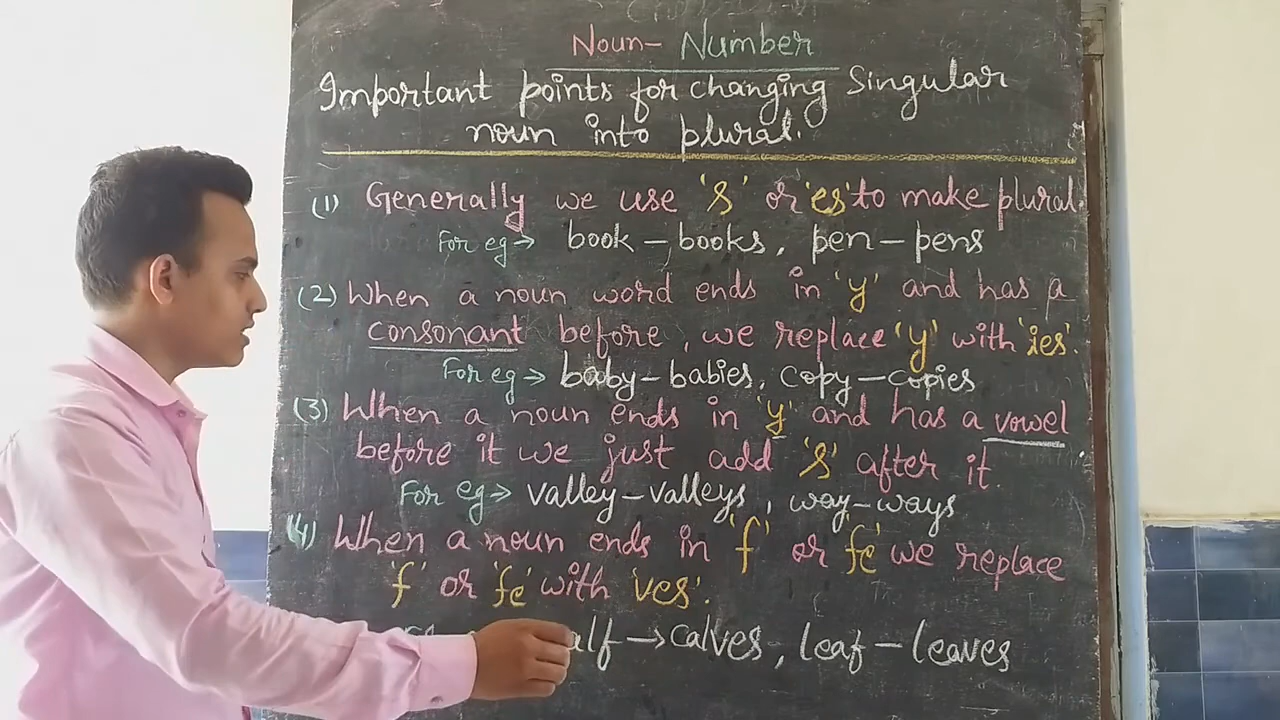 Noun- Number
Important points for changing Singular
noun into plural.
(1) Generally we use 's' or 'es' to make plural.
For eg → book – books, pen – pens
(2) When a noun word ends in 'y' and has a
consonant before, we replace 'y' with 'ies'.
For eg → baby – babies, copy – copies
(3) When a noun ends in 'y' and has a vowel
before it we just add 's' after it.
For eg → valley – valleys, way – ways
(4) When a noun ends in 'f' or 'fe' we replace
'f' or 'fe' with 'ves'.
→ calves, leaf – leaves